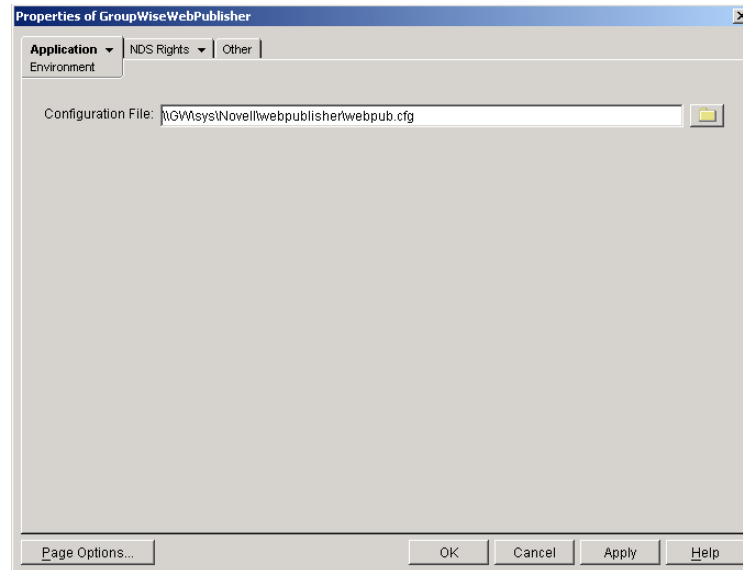 Properties of GroupWiseWebPublisher
Application NDS Rights Other
Environment
Configuration File: \\GW\sys\Novell\webpublisher\webpub.cfg
Page Options... OK Cancel Apply Help